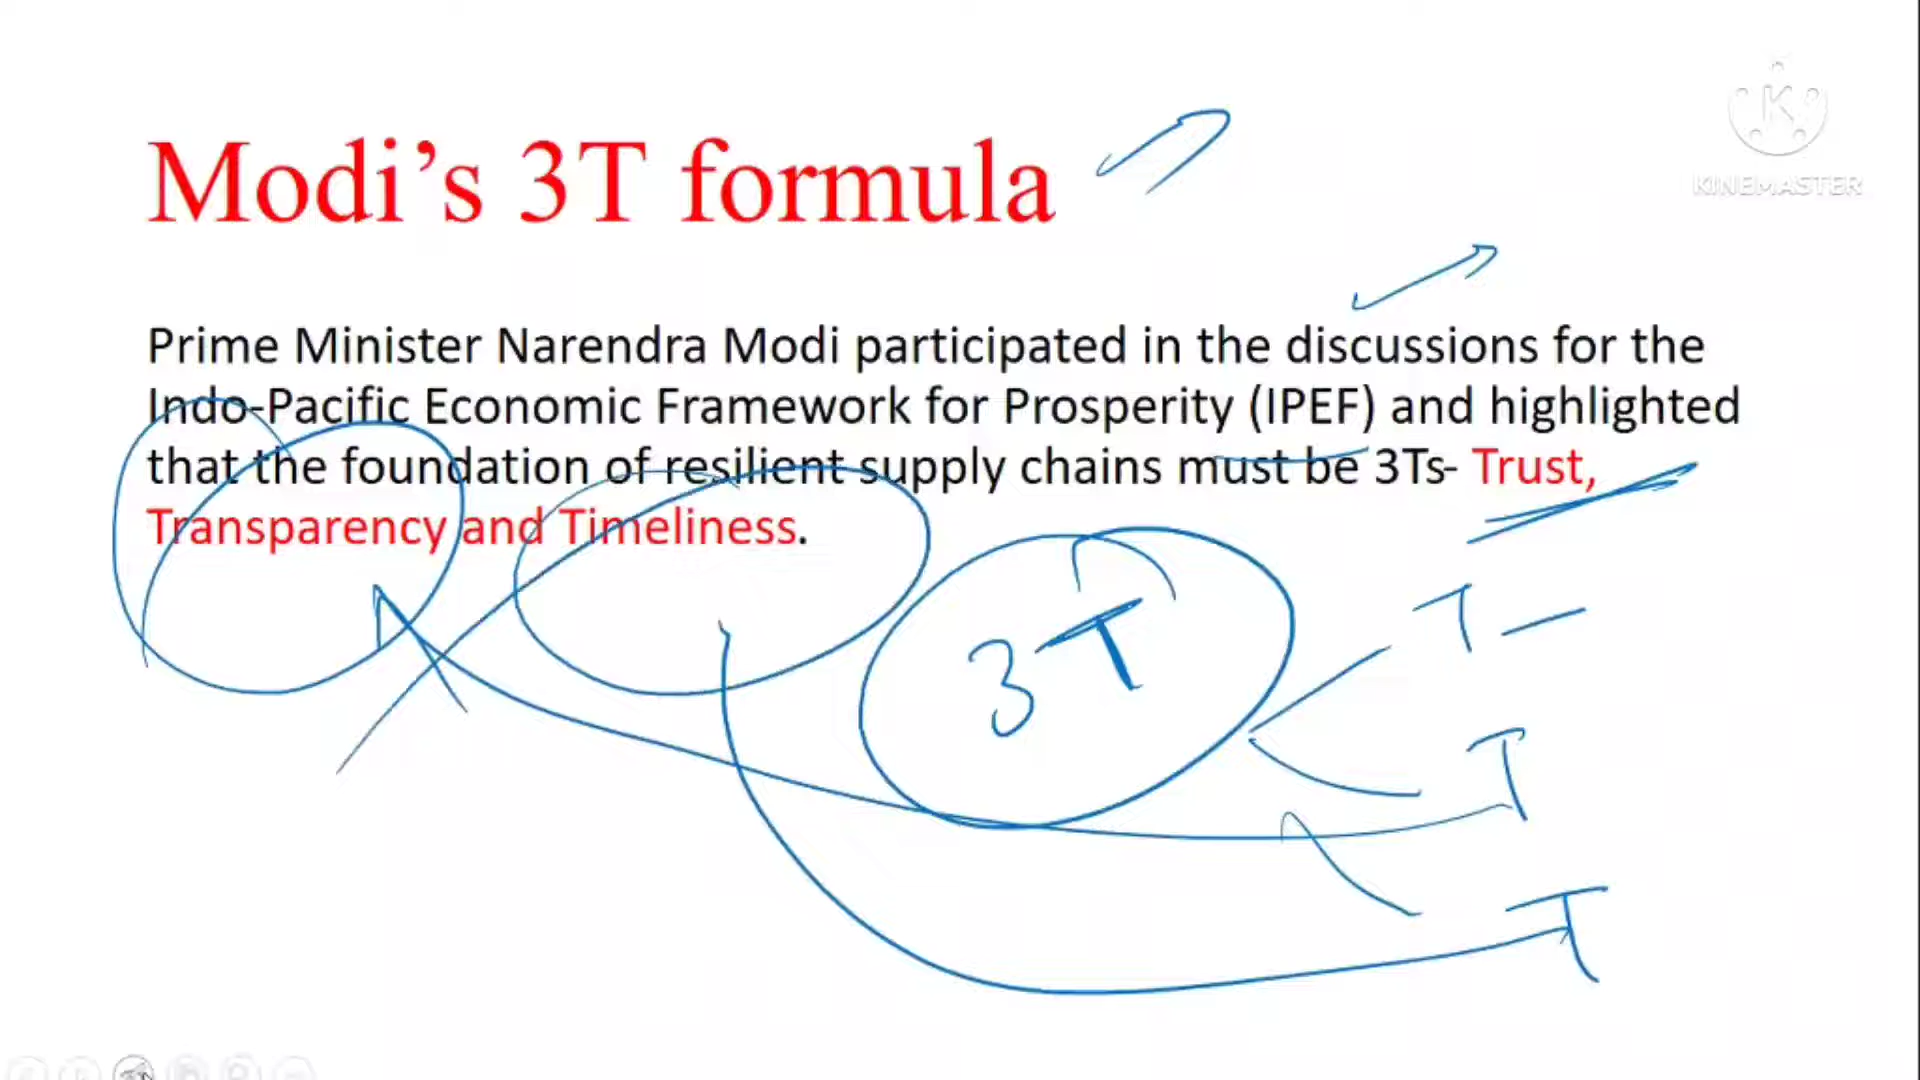 Modi's 3T formula
KINEMASTER
Prime Minister Narendra Modi participated in the discussions for the
Indo-Pacific Economic Framework for Prosperity (IPEF) and highlighted
that the foundation of resilient supply chains must be 3Ts- Trust,
Transparency and Timeliness.
3T
T
T
T